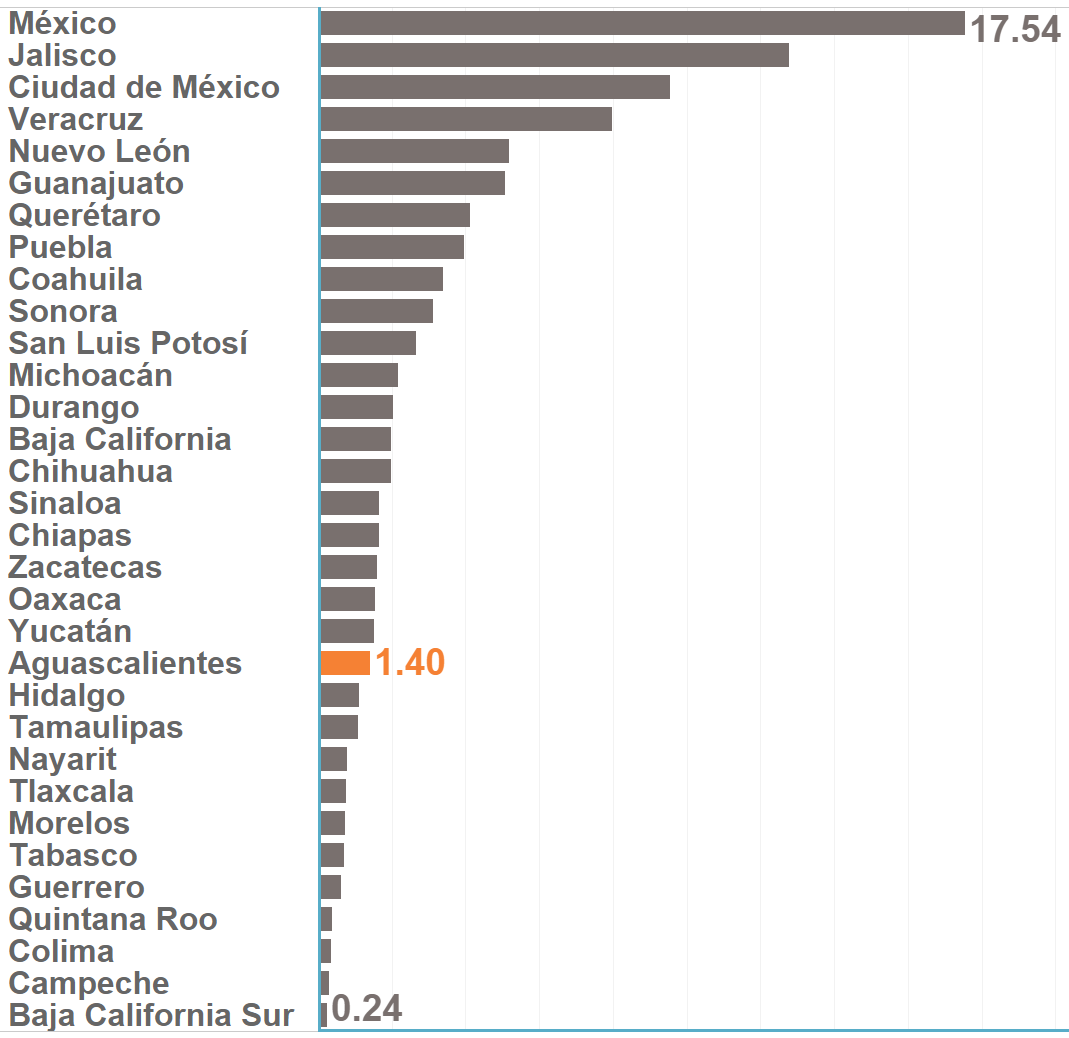 México 17.54
Jalisco
Ciudad de México
Veracruz
Nuevo León
Guanajuato
Querétaro
Puebla
Coahuila
Sonora
San Luis Potosí
Michoacán
Durango
Baja California
Chihuahua
Sinaloa
Chiapas
Zacatecas
Oaxaca
Yucatán
Aguascalientes 1.40
Hidalgo
Tamaulipas
Nayarit
Tlaxcala
Morelos
Tabasco
Guerrero
Quintana Roo
Colima
Campeche
Baja California Sur 0.24